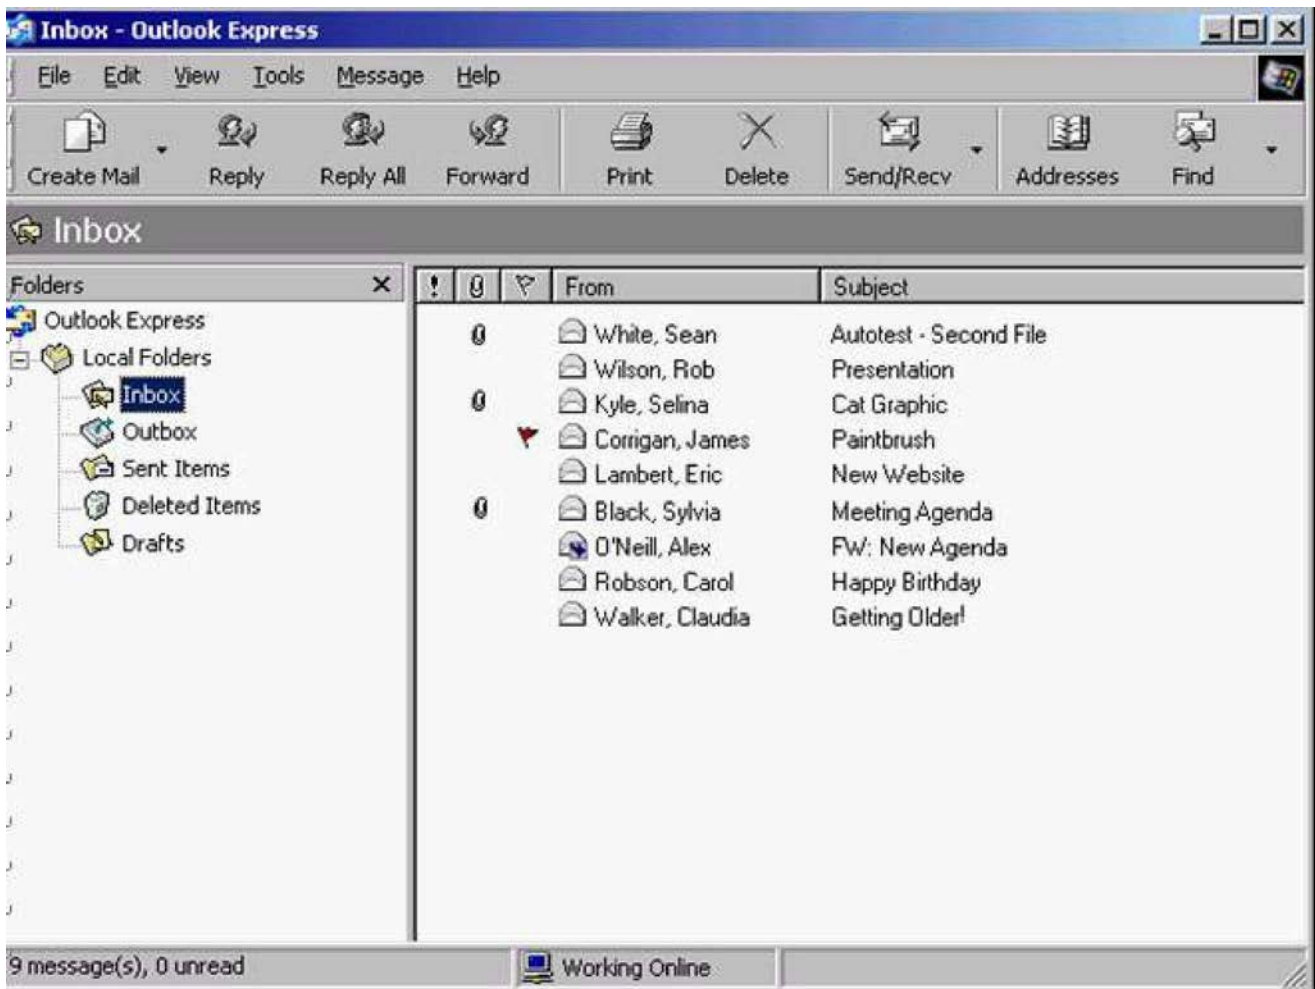 Inbox - Outlook Express
File Edit View Tools Message Help
Create Mail Reply Reply All Forward Print Delete Send/Recv Addresses Find
Inbox
Folders
Outlook Express
Local Folders
Inbox
Outbox
Sent Items
Deleted Items
Drafts
! From Subject
White, Sean Autotest - Second File
Wilson, Rob Presentation
Kyle, Selina Cat Graphic
Corrigan, James Paintbrush
Lambert, Eric New Website
Black, Sylvia Meeting Agenda
O'Neill, Alex FW: New Agenda
Robson, Carol Happy Birthday
Walker, Claudia Getting Older!
9 message(s), 0 unread Working Online